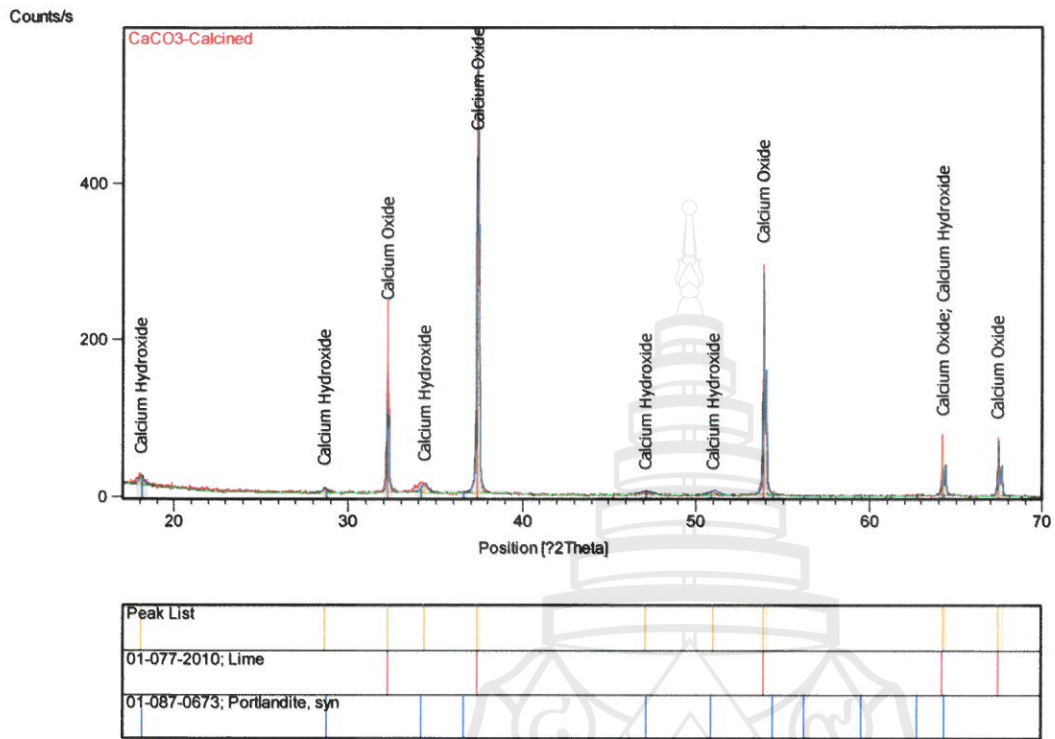 Counts/s
CaCO3-Calcined
400
200
0
Calcium Hydroxide
Calcium Hydroxide
Calcium Oxide
Calcium Hydroxide
Calcium Oxide
Calcium Hydroxide
Calcium Hydroxide
Calcium Oxide
Calcium Oxide; Calcium Hydroxide
Calcium Oxide
20 30 40 50 60 70
Position [?2Theta]
Peak List
01-077-2010; Lime
01-087-0673; Portlandite, syn